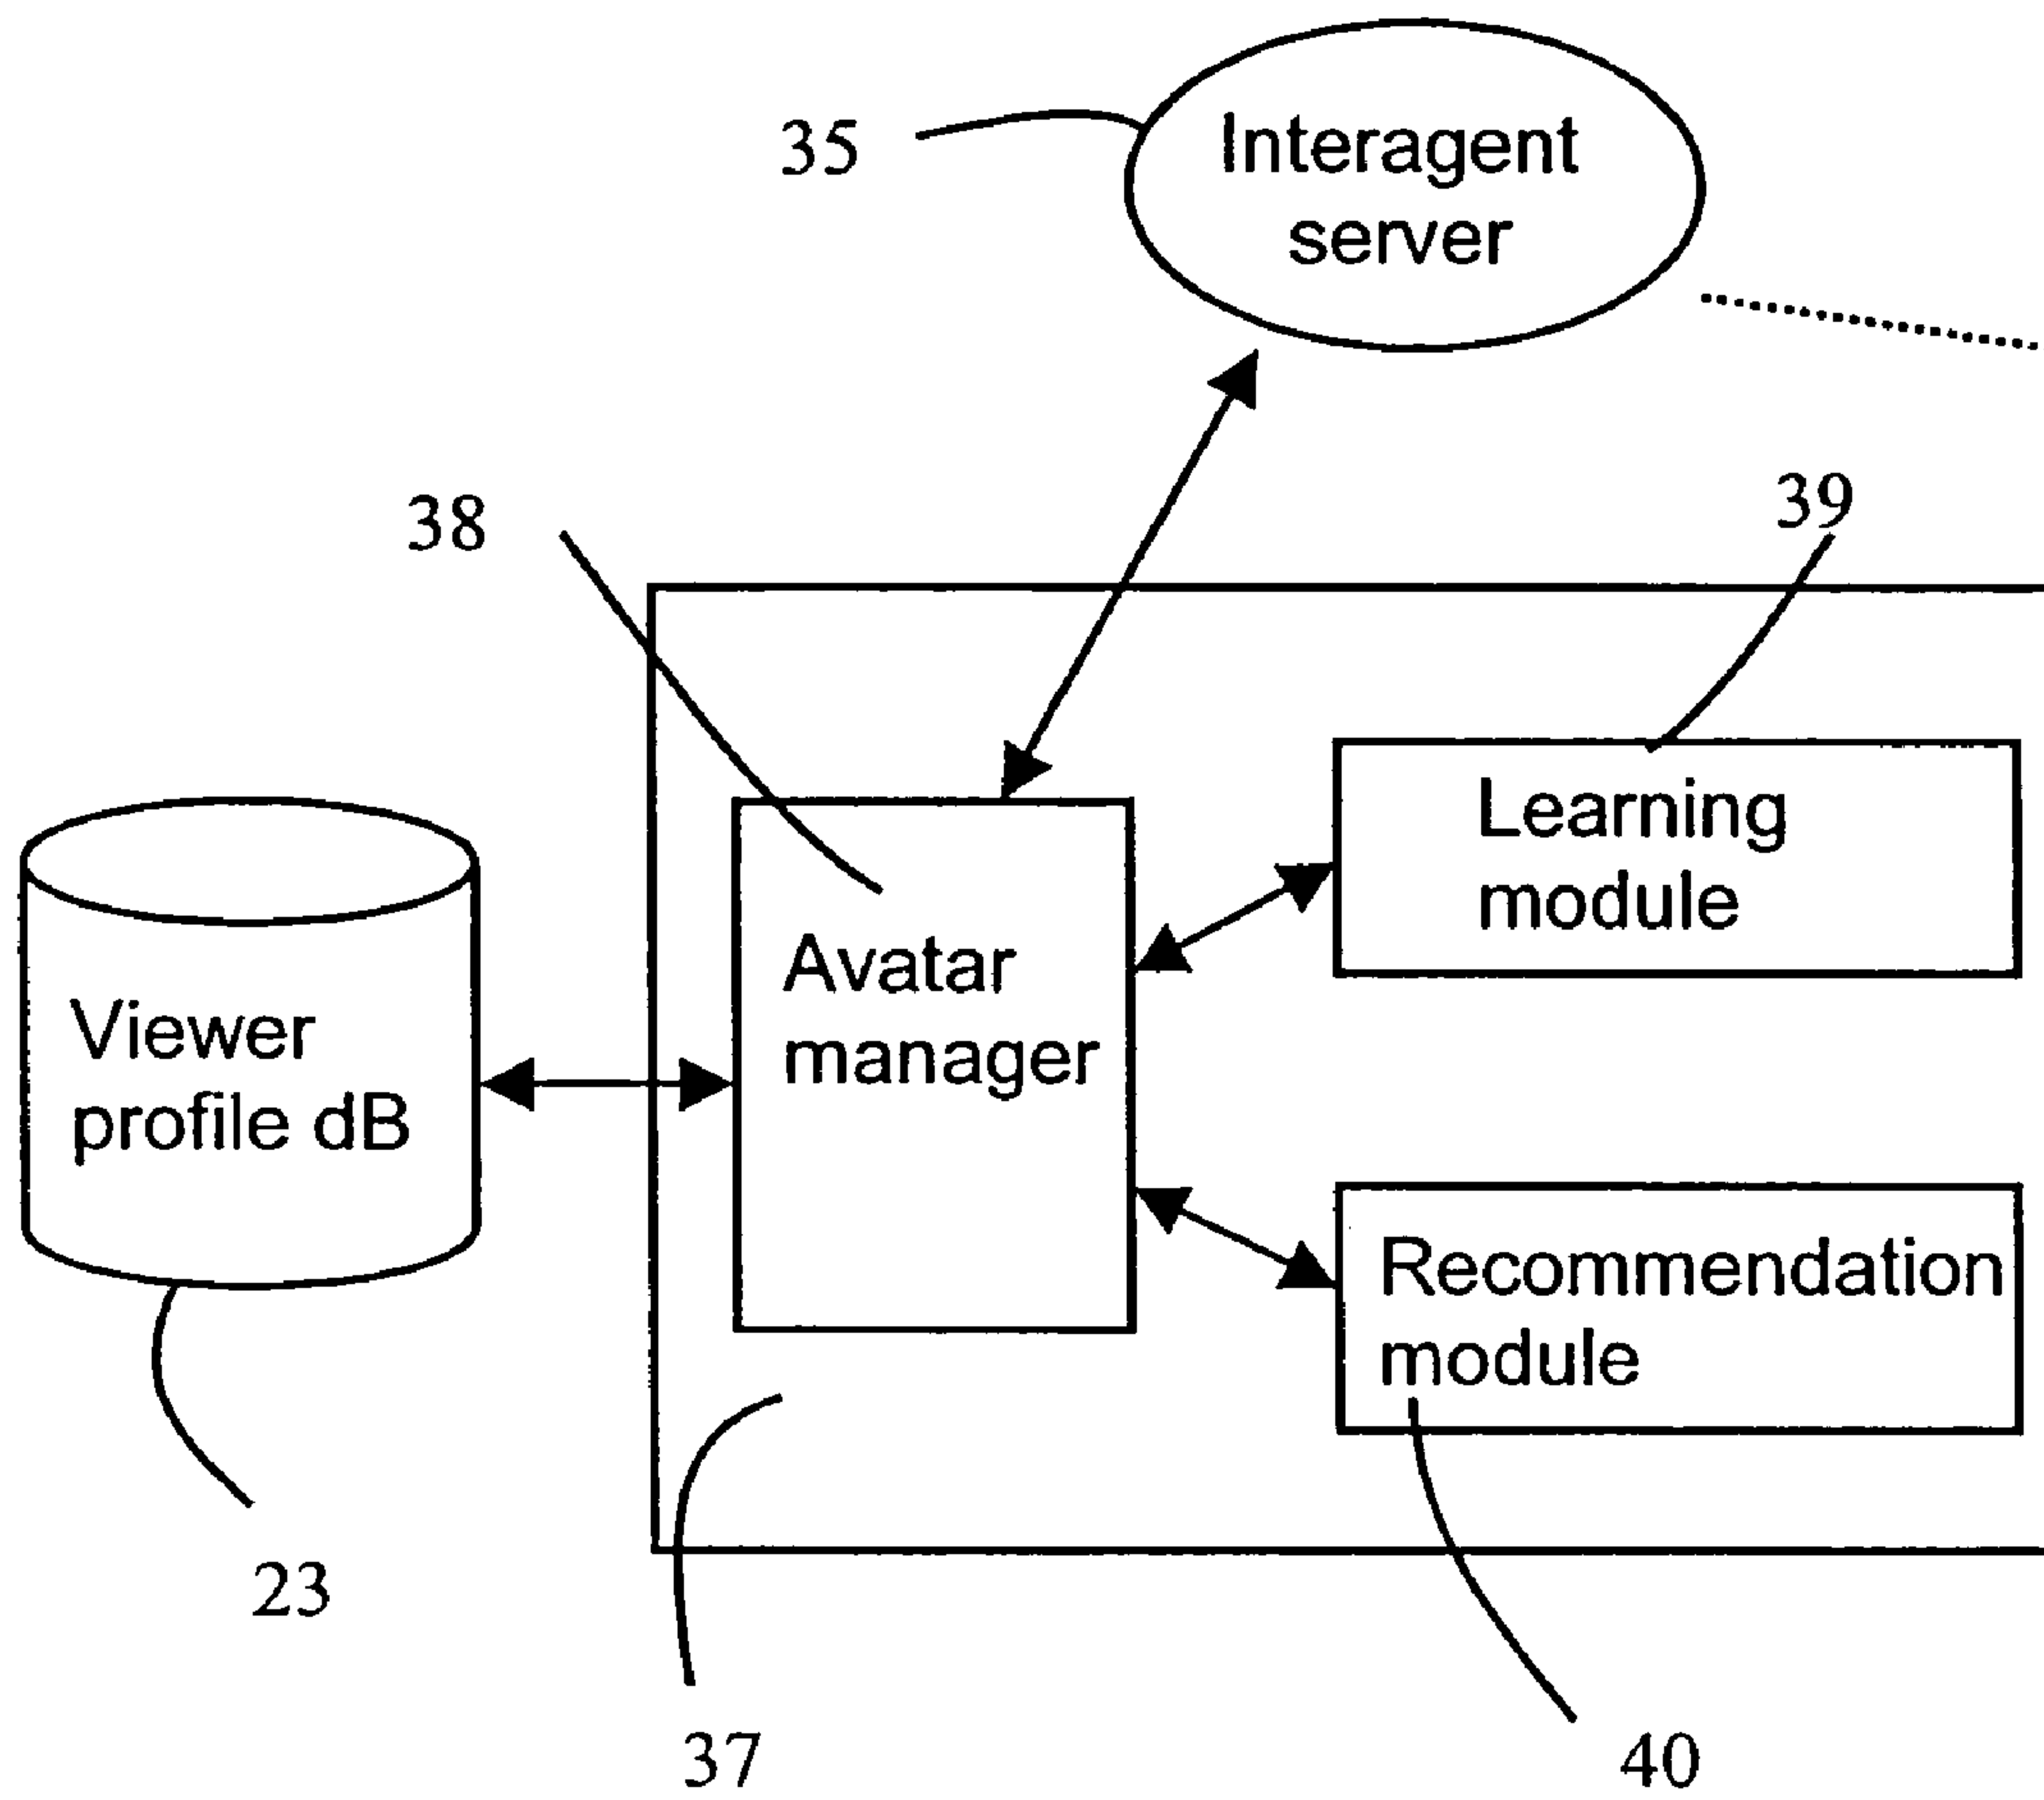 35
Interagent
server
38
39
Learning
module
Avatar
manager
Viewer
profile dB
Recommendation
module
23
37
40